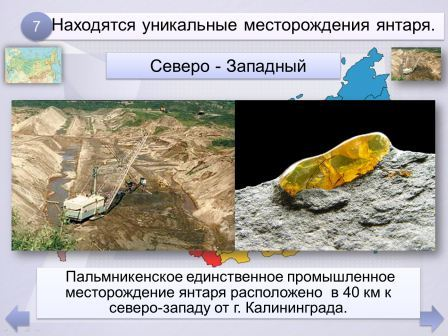 7 Находятся уникальные месторождения янтаря.
Северо - Западный
Пальмникенское единственное промышленное
месторождение янтаря расположено в 40 км к
северо-западу от г. Калининграда.